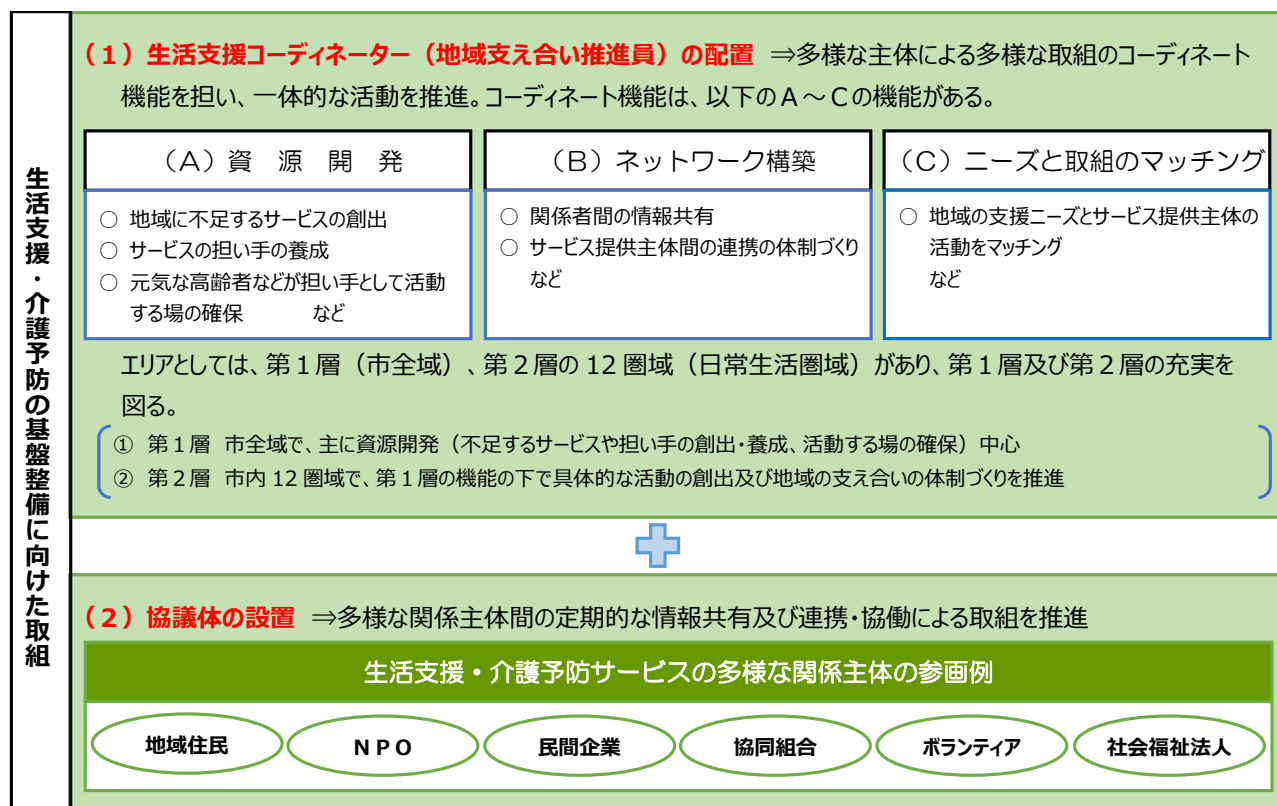 生活支援・介護予防の基盤整備に向けた取組
（１）生活支援コーディネーター（地域支え合い推進員）の配置 ⇒多様な主体による多様な取組のコーディネート
機能を担い、一体的な活動を推進。コーディネート機能は、以下のＡ～Ｃの機能がある。
（Ａ）資 源 開 発
○ 地域に不足するサービスの創出
○ サービスの担い手の養成
○ 元気な高齢者などが担い手として活動
する場の確保 など
（Ｂ）ネットワーク構築
○ 関係者間の情報共有
○ サービス提供主体間の連携の体制づくり
など
（Ｃ）ニーズと取組のマッチング
○ 地域の支援ニーズとサービス提供主体の
活動をマッチング
など
エリアとしては、第１層（市全域）、第２層の 12 圏域（日常生活圏域）があり、第１層及び第２層の充実を
図る。
① 第１層 市全域で、主に資源開発（不足するサービスや担い手の創出・養成、活動する場の確保）中心
② 第２層 市内 12 圏域で、第１層の機能の下で具体的な活動の創出及び地域の支え合いの体制づくりを推進
（２）協議体の設置 ⇒多様な関係主体間の定期的な情報共有及び連携・協働による取組を推進
生活支援・介護予防サービスの多様な関係主体の参画例
地域住民
ＮＰＯ
民間企業
協同組合
ボランティア
社会福祉法人